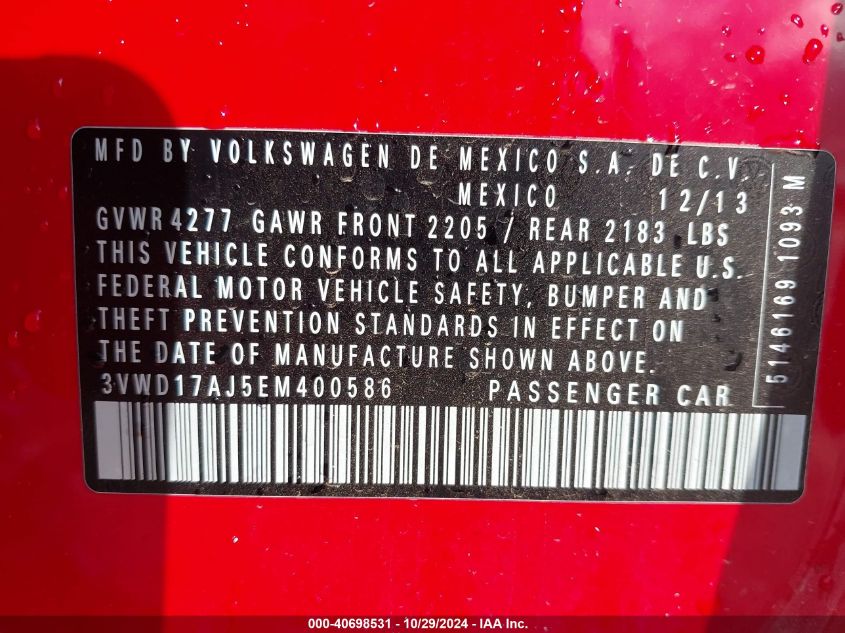 MFD BY VOLKSWAGEN DE MEXICO S.A. DE C.V.
MEXICO 12/13
GVWR 4277 GAWR FRONT 2205 / REAR 2183 LBS
THIS VEHICLE CONFORMS TO ALL APPLICABLE U.S.
FEDERAL MOTOR VEHICLE SAFETY, BUMPER AND
THEFT PREVENTION STANDARDS IN EFFECT ON
THE DATE OF MANUFACTURE SHOWN ABOVE.
3VWD17AJ5EM400586 PASSENGER CAR
5146169 1093 M
000-40698531 - 10/29/2024 - IAA Inc.